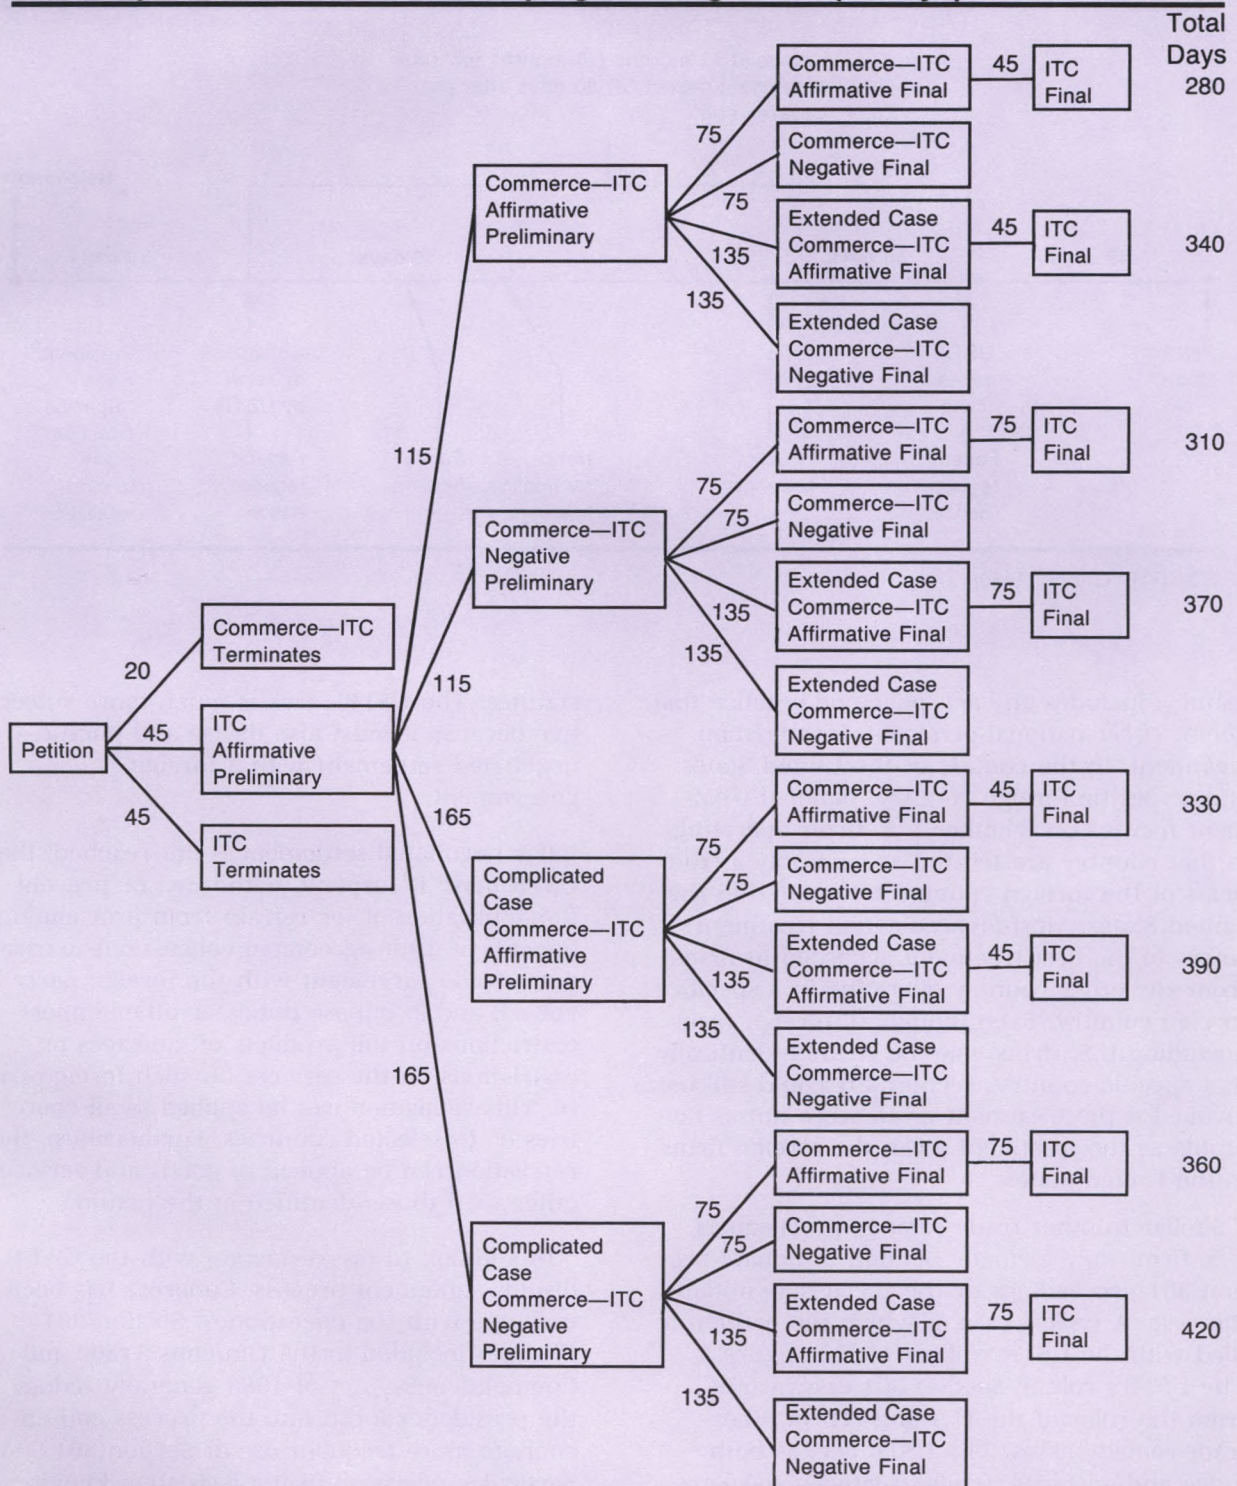 Total
Days
Commerce—ITC
Affirmative Final
45
ITC
Final
280
75
Commerce—ITC
Negative Final
75
Commerce—ITC
Affirmative
Preliminary
Extended Case
Commerce—ITC
Affirmative Final
45
ITC
Final
340
135
135
Extended Case
Commerce—ITC
Negative Final
115
Commerce—ITC
Affirmative Final
75
ITC
Final
310
75
75
Commerce—ITC
Negative Final
Commerce—ITC
Negative
Preliminary
Extended Case
Commerce—ITC
Affirmative Final
75
ITC
Final
370
135
135
Extended Case
Commerce—ITC
Negative Final
115
Commerce—ITC
Terminates
20
Petition
45
ITC
Affirmative
Preliminary
45
ITC
Terminates
165
Commerce—ITC
Affirmative Final
45
ITC
Final
330
75
75
Commerce—ITC
Negative Final
Complicated
Case
Commerce—ITC
Affirmative
Preliminary
Extended Case
Commerce—ITC
Affirmative Final
45
ITC
Final
390
135
135
Extended Case
Commerce—ITC
Negative Final
165
Commerce—ITC
Affirmative Final
75
ITC
Final
360
75
75
Commerce—ITC
Negative Final
Complicated
Case
Commerce—ITC
Negative
Preliminary
Extended Case
Commerce—ITC
Affirmative Final
75
ITC
Final
420
135
135
Extended Case
Commerce—ITC
Negative Final